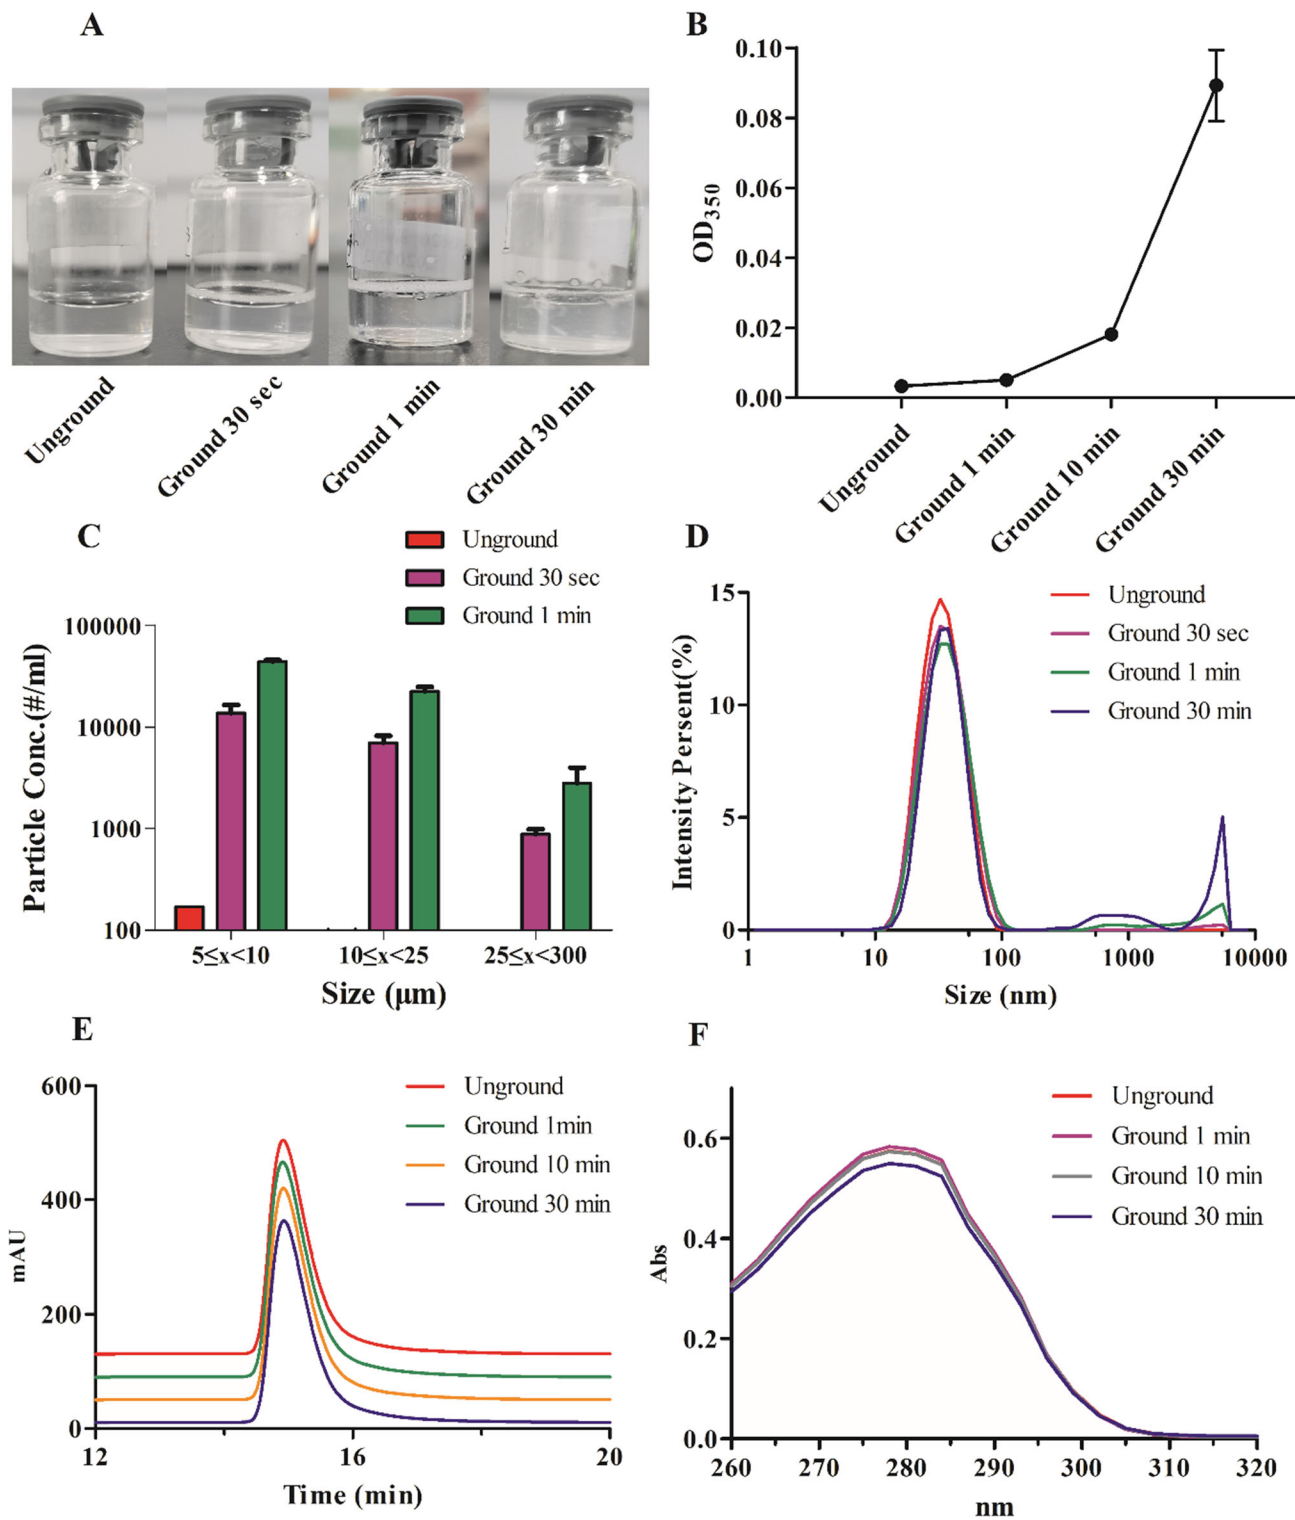 A
Unground
Ground 30 sec
Ground 1 min
Ground 30 min
B
OD350
0.10
0.08
0.06
0.04
0.02
0.00
Unground
Ground 1 min
Ground 10 min
Ground 30 min
C
Unground
Ground 30 sec
Ground 1 min
Particle Conc.(#/ml)
100000
10000
1000
100
5≤x<10
10≤x<25
25≤x<300
Size (μm)
D
Unground
Ground 30 sec
Ground 1 min
Ground 30 min
Intensity Persent(%)
15
10
5
0
1
10
100
1000
10000
Size (nm)
E
Unground
Ground 1min
Ground 10 min
Ground 30 min
mAU
600
400
200
0
12
16
20
Time (min)
F
Unground
Ground 1 min
Ground 10 min
Ground 30 min
Abs
0.6
0.4
0.2
0.0
260
270
280
290
300
310
320
nm